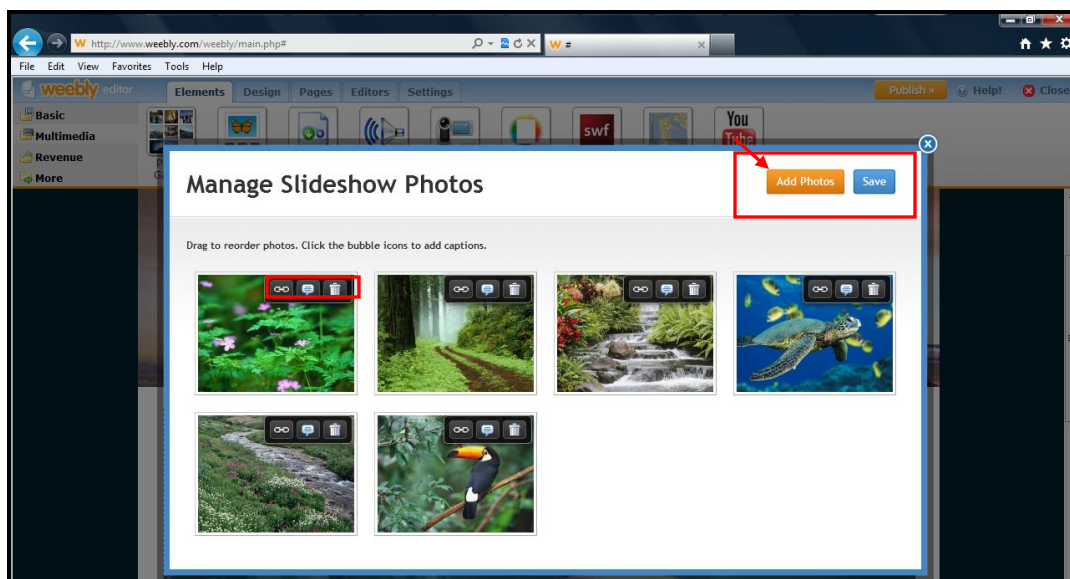 W http://www.weebly.com/weebly/main.php#
W #
File Edit View Favorites Tools Help
weebly editor
Elements Design Pages Editors Settings
Publish »
Help!
Close
Basic
Multimedia
Revenue
More
swf
You
Tube
Manage Slideshow Photos
Add Photos
Save
Drag to reorder photos. Click the bubble icons to add captions.